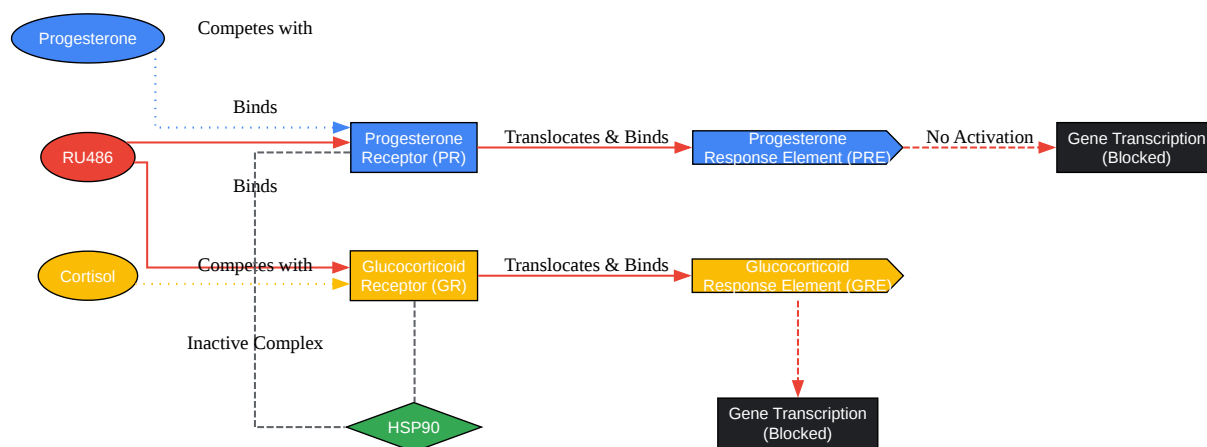 Competes with
Progesterone
Binds
Progesterone
Receptor (PR)
Translocates & Binds
Progesterone
Response Element (PRE)
No Activation
Gene Transcription
(Blocked)
RU486
Binds
Cortisol
Competes with
Glucocorticoid
Receptor (GR)
Translocates & Binds
Glucocorticoid
Response Element (GRE)
Inactive Complex
HSP90
Gene Transcription
(Blocked)